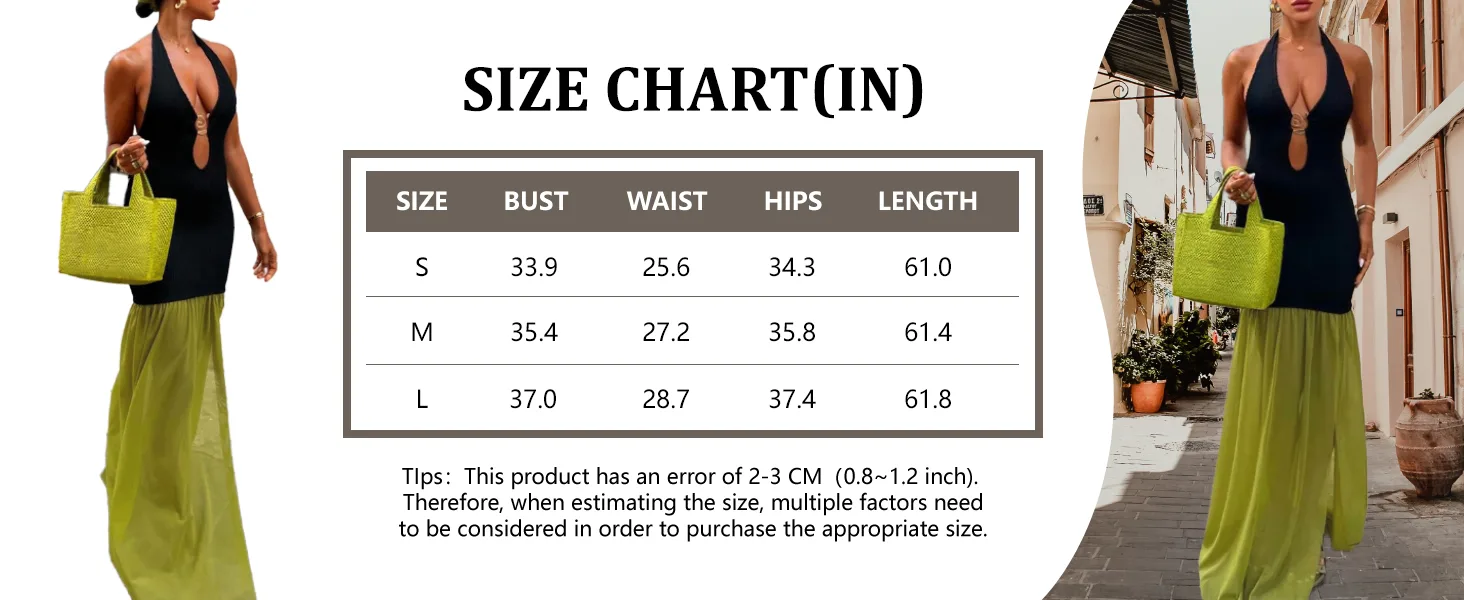 SIZE CHART(IN)
SIZE BUST WAIST HIPS LENGTH
S 33.9 25.6 34.3 61.0
M 35.4 27.2 35.8 61.4
L 37.0 28.7 37.4 61.8
TIps：This product has an error of 2-3 CM (0.8~1.2 inch).
Therefore, when estimating the size, multiple factors need
to be considered in order to purchase the appropriate size.